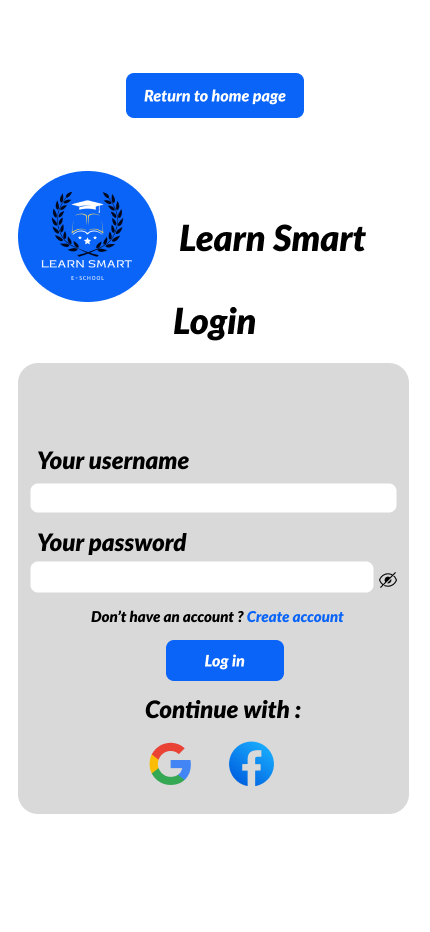 Return to home page
LEARN SMART
E-SCHOOL
Learn Smart
Login
Your username
Your password
Don't have an account ? Create account
Log in
Continue with :